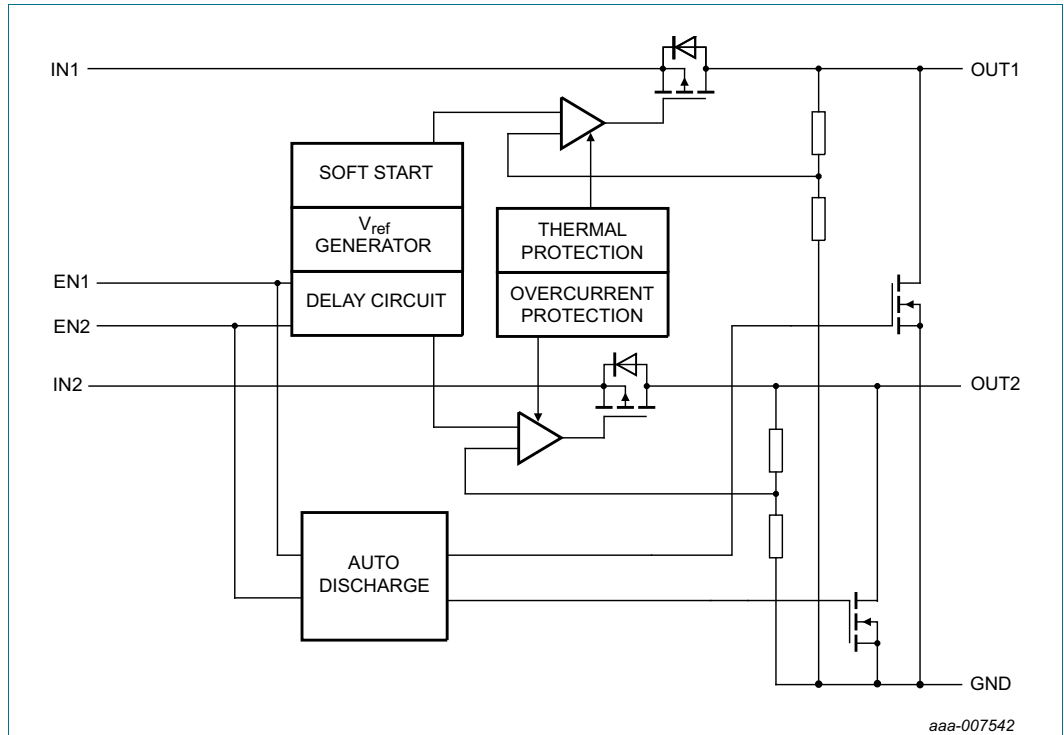 IN1
OUT1
SOFT START
Vref
GENERATOR
THERMAL
PROTECTION
EN1
DELAY CIRCUIT
OVERCURRENT
PROTECTION
EN2
IN2
OUT2
AUTO
DISCHARGE
GND
aaa-007542